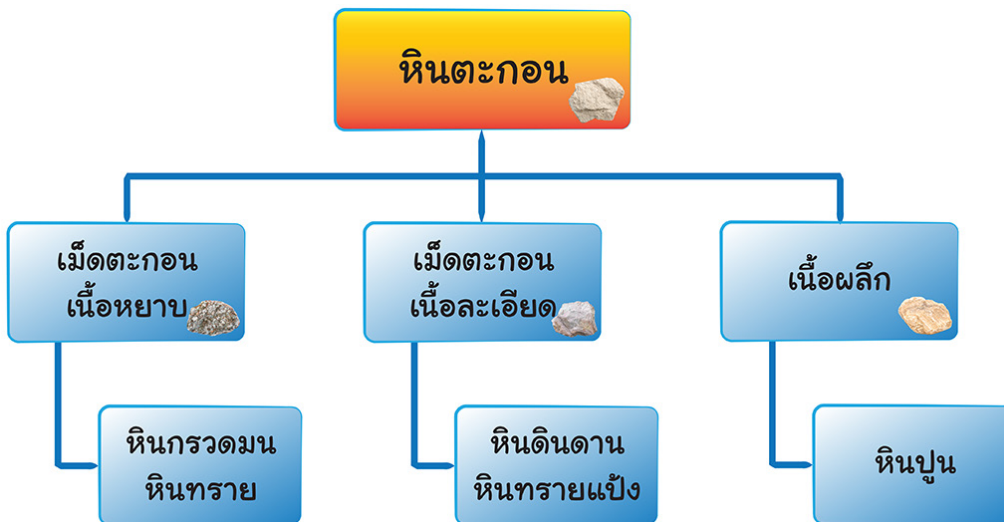 หินตะกอน
เม็ดตะกอน
เนื้อหยาบ
เม็ดตะกอน
เนื้อละเอียด
เนื้อผลึก
หินกรวดมน
หินทราย
หินดินดาน
หินทรายแป้ง
หินปูน